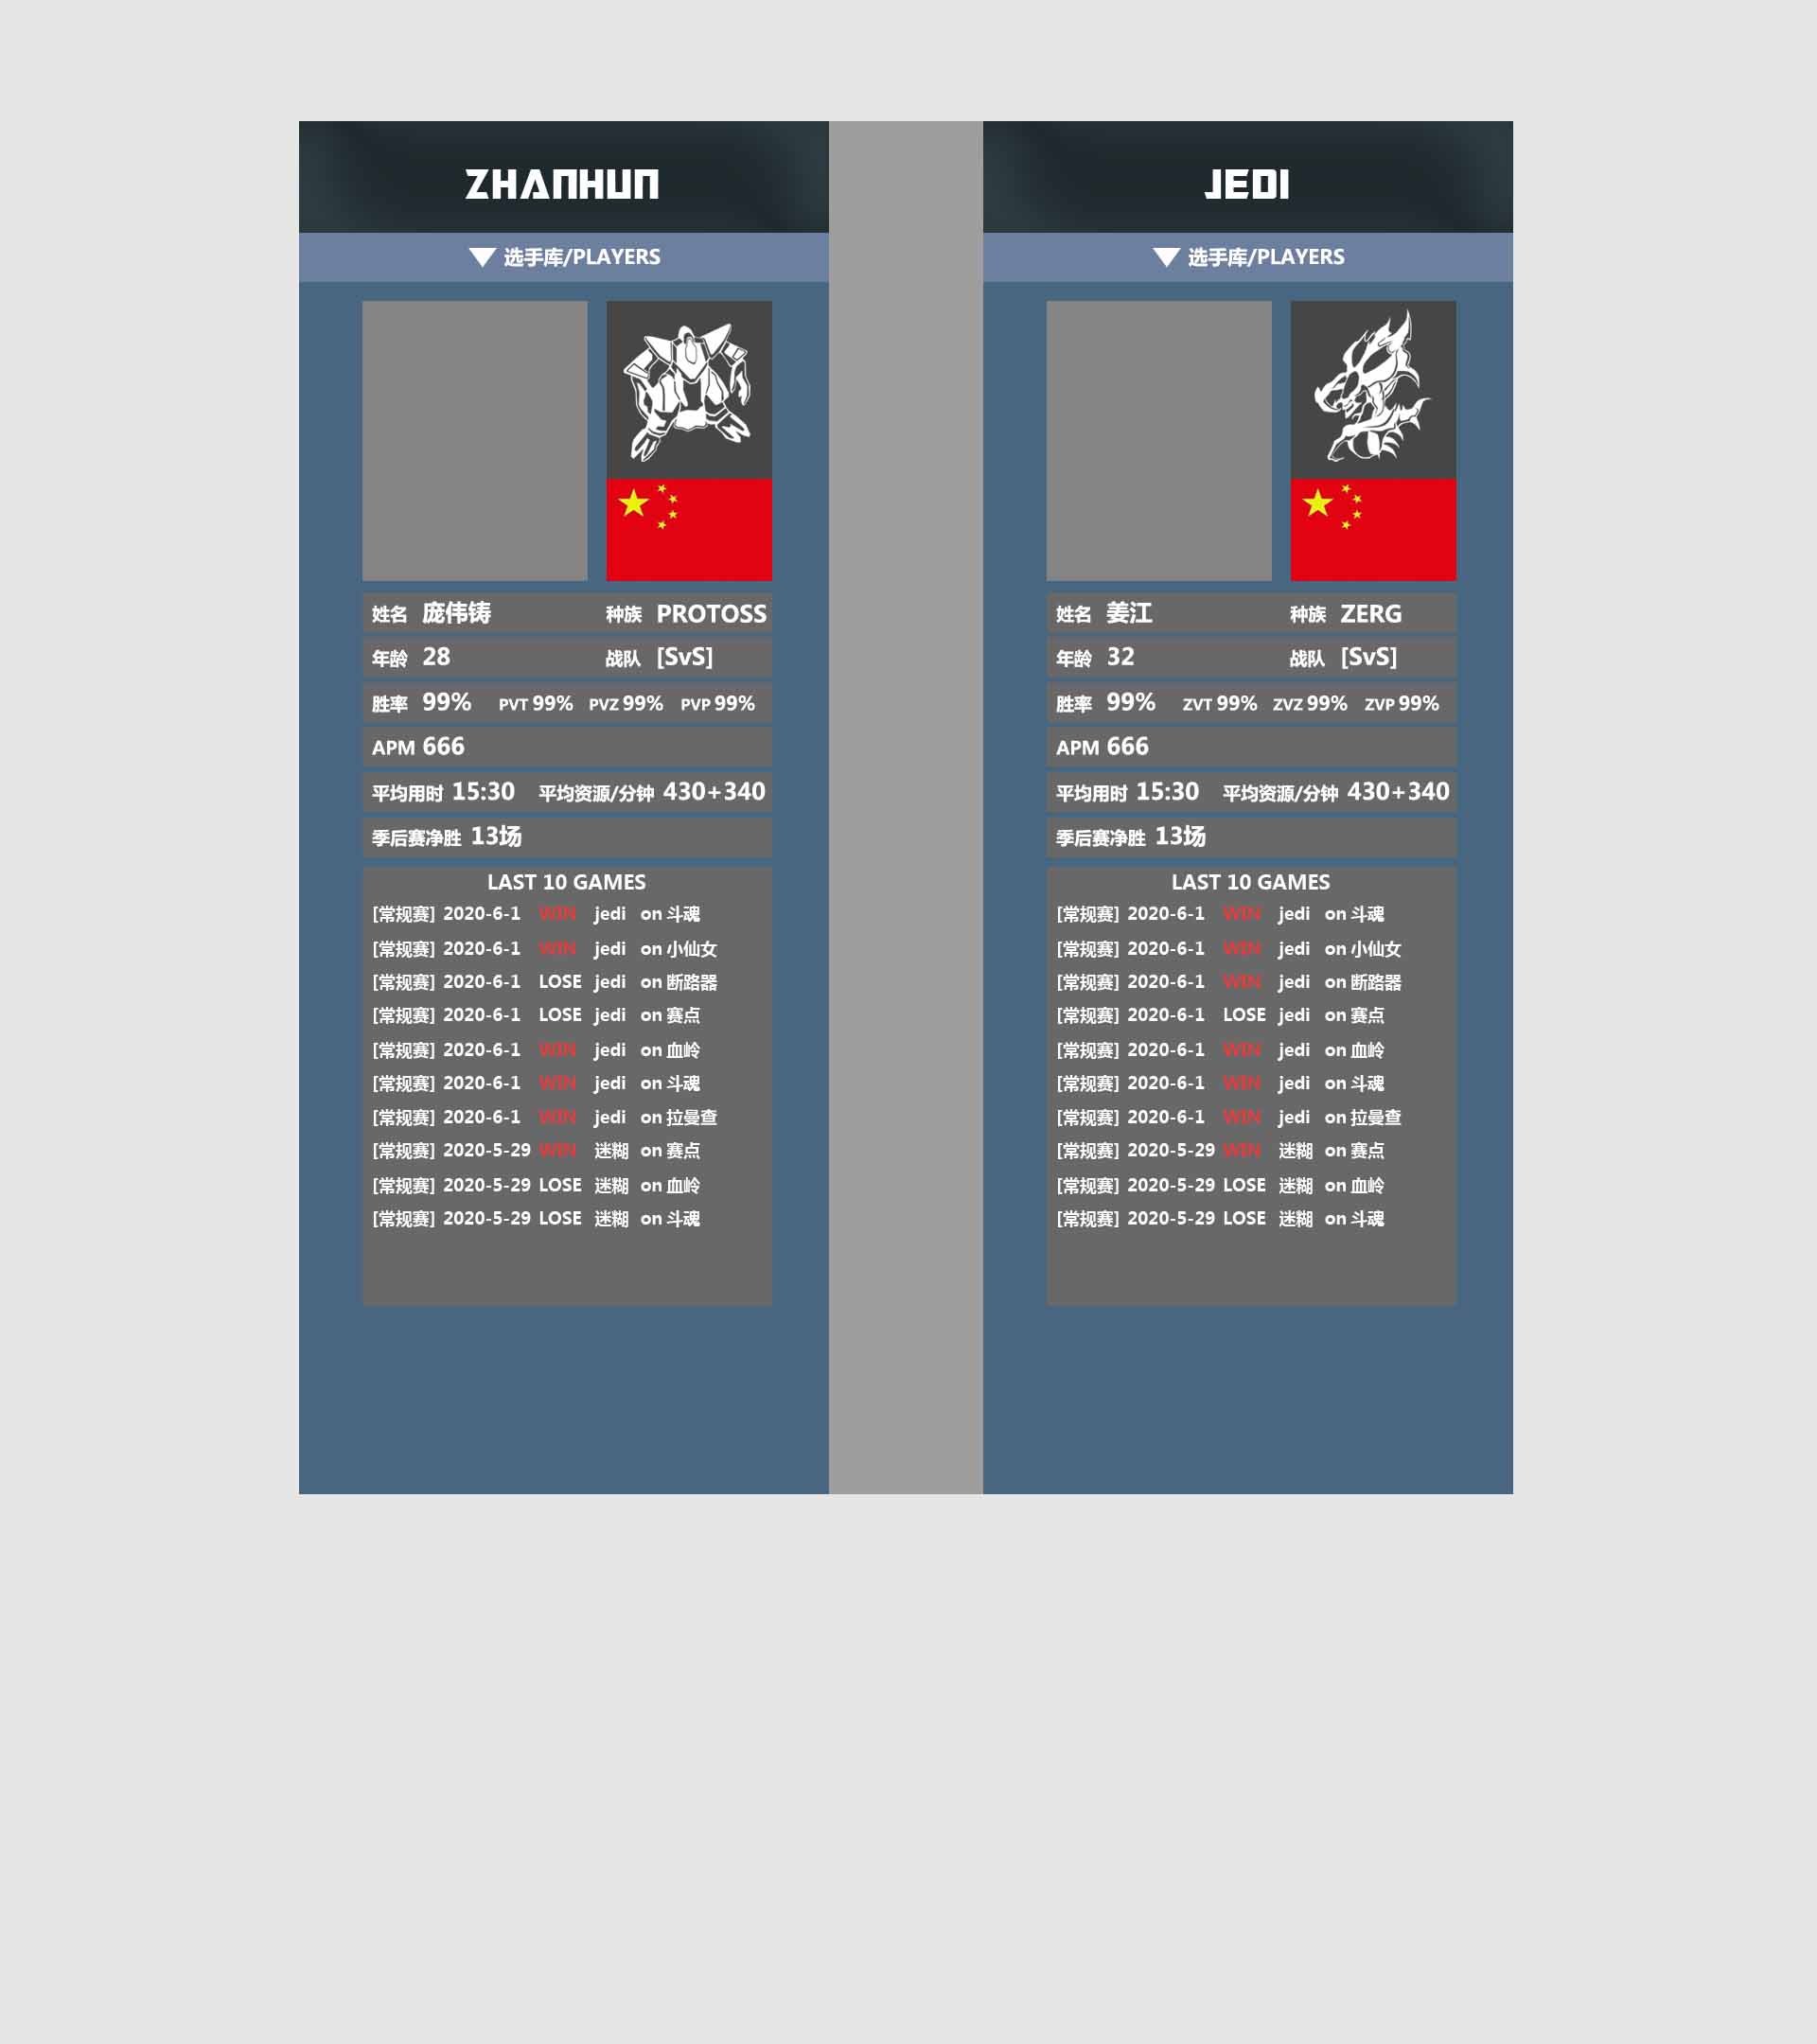 ZHANHUN
选手库/PLAYERS
姓名 庞伟铸 种族 PROTOSS
年龄 28 战队 [SvS]
胜率 99% PVT 99% PVZ 99% PVP 99%
APM 666
平均用时 15:30 平均资源/分钟 430+340
季后赛净胜 13场
LAST 10 GAMES
[常规赛] 2020-6-1 WIN jedi on 斗魂
[常规赛] 2020-6-1 WIN jedi on 小仙女
[常规赛] 2020-6-1 LOSE jedi on 断路器
[常规赛] 2020-6-1 LOSE jedi on 赛点
[常规赛] 2020-6-1 WIN jedi on 血岭
[常规赛] 2020-6-1 WIN jedi on 斗魂
[常规赛] 2020-6-1 WIN jedi on 拉曼查
[常规赛] 2020-5-29 WIN 迷糊 on 赛点
[常规赛] 2020-5-29 LOSE 迷糊 on 血岭
[常规赛] 2020-5-29 LOSE 迷糊 on 斗魂
JEDI
选手库/PLAYERS
姓名 姜江 种族 ZERG
年龄 32 战队 [SvS]
胜率 99% ZVT 99% ZVZ 99% ZVP 99%
APM 666
平均用时 15:30 平均资源/分钟 430+340
季后赛净胜 13场
LAST 10 GAMES
[常规赛] 2020-6-1 WIN jedi on 斗魂
[常规赛] 2020-6-1 WIN jedi on 小仙女
[常规赛] 2020-6-1 WIN jedi on 断路器
[常规赛] 2020-6-1 LOSE jedi on 赛点
[常规赛] 2020-6-1 WIN jedi on 血岭
[常规赛] 2020-6-1 WIN jedi on 斗魂
[常规赛] 2020-6-1 WIN jedi on 拉曼查
[常规赛] 2020-5-29 WIN 迷糊 on 赛点
[常规赛] 2020-5-29 LOSE 迷糊 on 血岭
[常规赛] 2020-5-29 LOSE 迷糊 on 斗魂